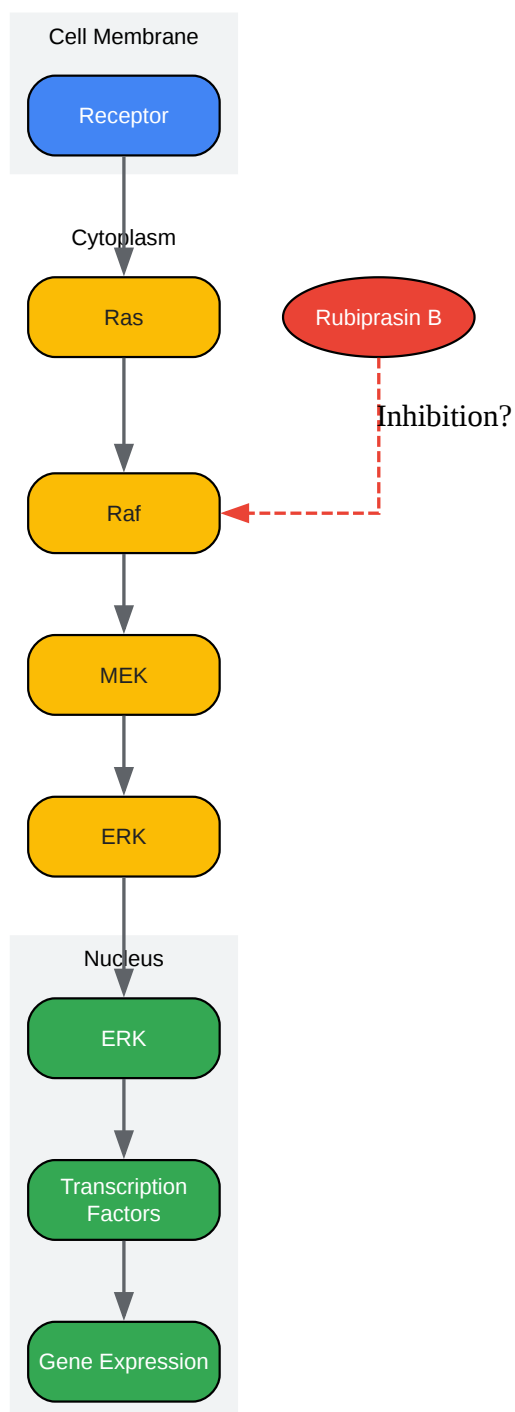 Cell Membrane
Receptor
Cytoplasm
Ras
Rubiprasin B
Inhibition?
Raf
MEK
ERK
Nucleus
ERK
Transcription
Factors
Gene Expression